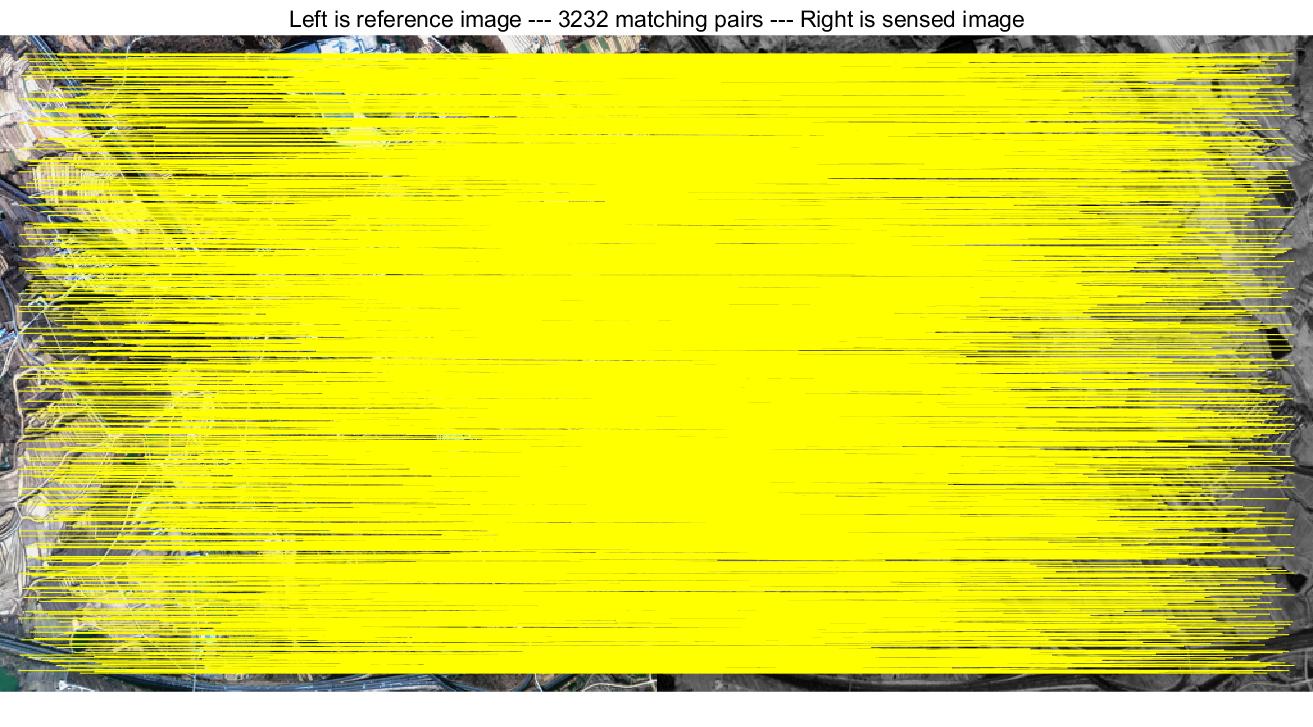 Left is reference image --- 3232 matching pairs --- Right is sensed image